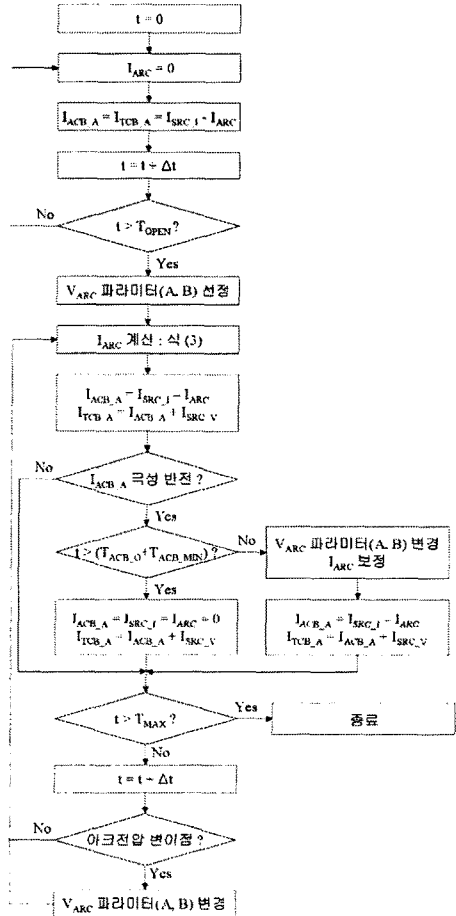 t = 0
I_ARC = 0
I_ACB_A = I_TCB_A = I_SRC_I - I_ARC
t = t + Δt
No
t > T_OPEN ?
Yes
V_ARC 파라미터(A, B) 선정
I_ARC 계산 : 식 (3)
I_ACB_A = I_SRC_I - I_ARC
I_TCB_A = I_ACB_A + I_SRC_V
No
I_ACB_A 극성 반전 ?
Yes
t > (T_ACB_O + T_ACB_MIN) ?
No
V_ARC 파라미터(A, B) 변경
I_ARC 보정
Yes
I_ACB_A = I_SRC_I = I_ARC = 0
I_TCB_A = I_ACB_A + I_SRC_V
I_ACB_A = I_SRC_I - I_ARC
I_TCB_A = I_ACB_A + I_SRC_V
t > T_MAX ?
Yes
종료
No
t = t + Δt
No
아크전압 변이점 ?
Yes
V_ARC 파라미터(A, B) 변경